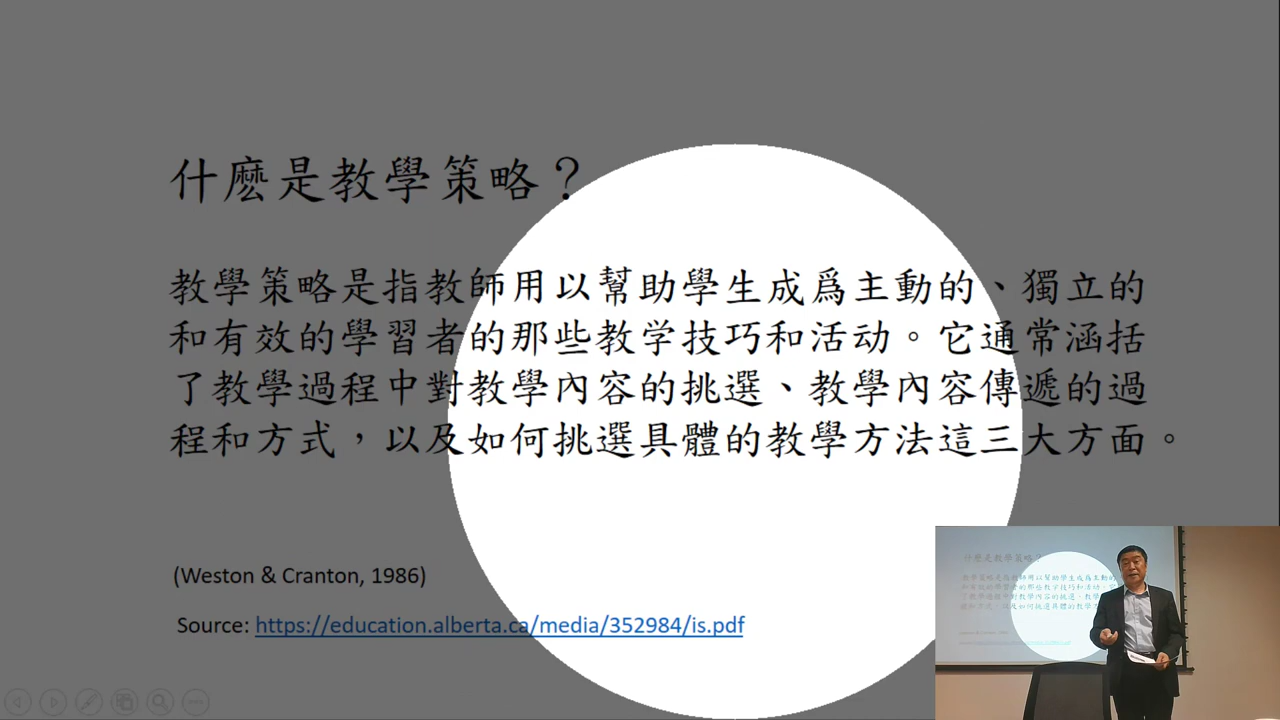 什麽是教學策略？
教學策略是指教師用以幫助學生成爲主動的、獨立的
和有效的學習者的那些教学技巧和活动。它通常涵括
了教學過程中對教學內容的挑選、教學內容傳遞的過
程和方式，以及如何挑選具體的教學方法這三大方面。
(Weston & Cranton, 1986)
Source: https://education.alberta.ca/media/352984/is.pdf